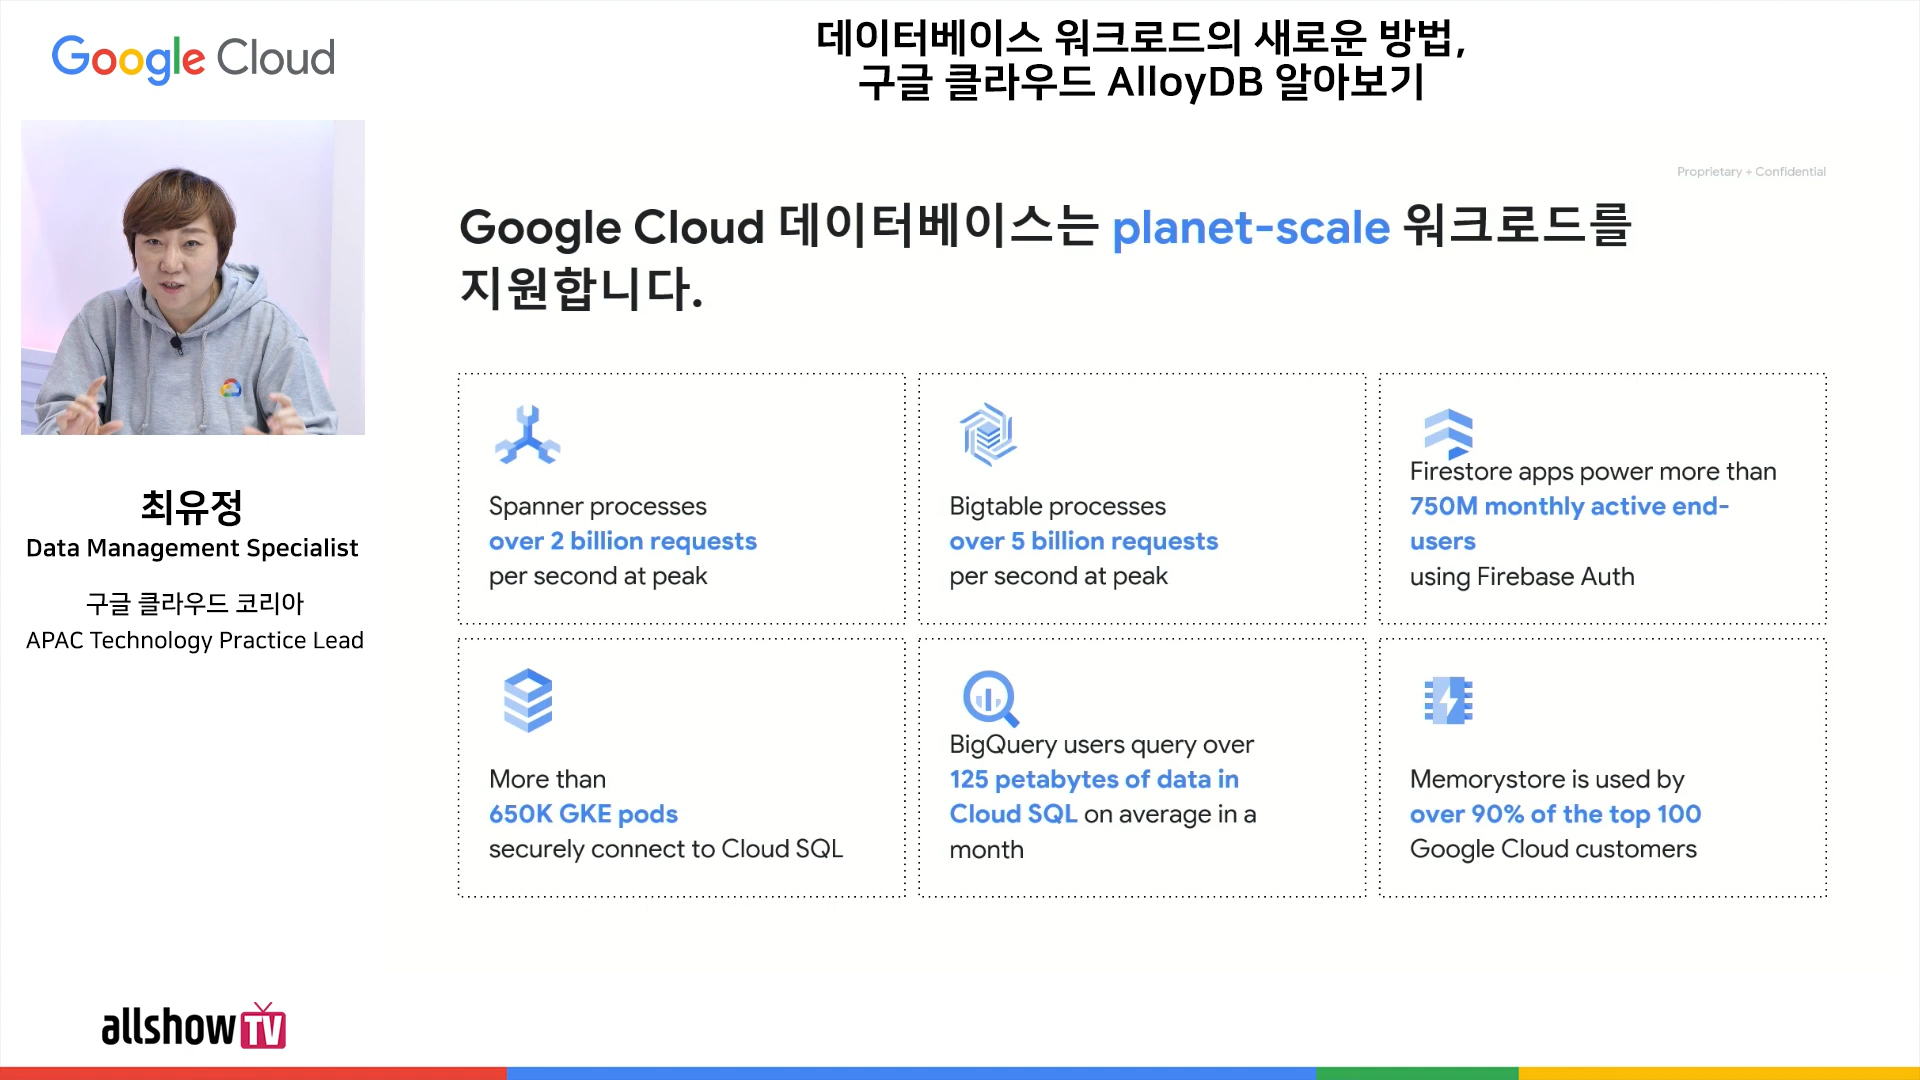 Google Cloud
데이터베이스 워크로드의 새로운 방법,
구글 클라우드 AlloyDB 알아보기
최유정
Data Management Specialist
구글 클라우드 코리아
APAC Technology Practice Lead
Proprietary + Confidential
Google Cloud 데이터베이스는 planet-scale 워크로드를
지원합니다.
Spanner processes
over 2 billion requests
per second at peak
Bigtable processes
over 5 billion requests
per second at peak
Firestore apps power more than
750M monthly active end-
users
using Firebase Auth
More than
650K GKE pods
securely connect to Cloud SQL
BigQuery users query over
125 petabytes of data in
Cloud SQL on average in a
month
Memorystore is used by
over 90% of the top 100
Google Cloud customers
allshow TV